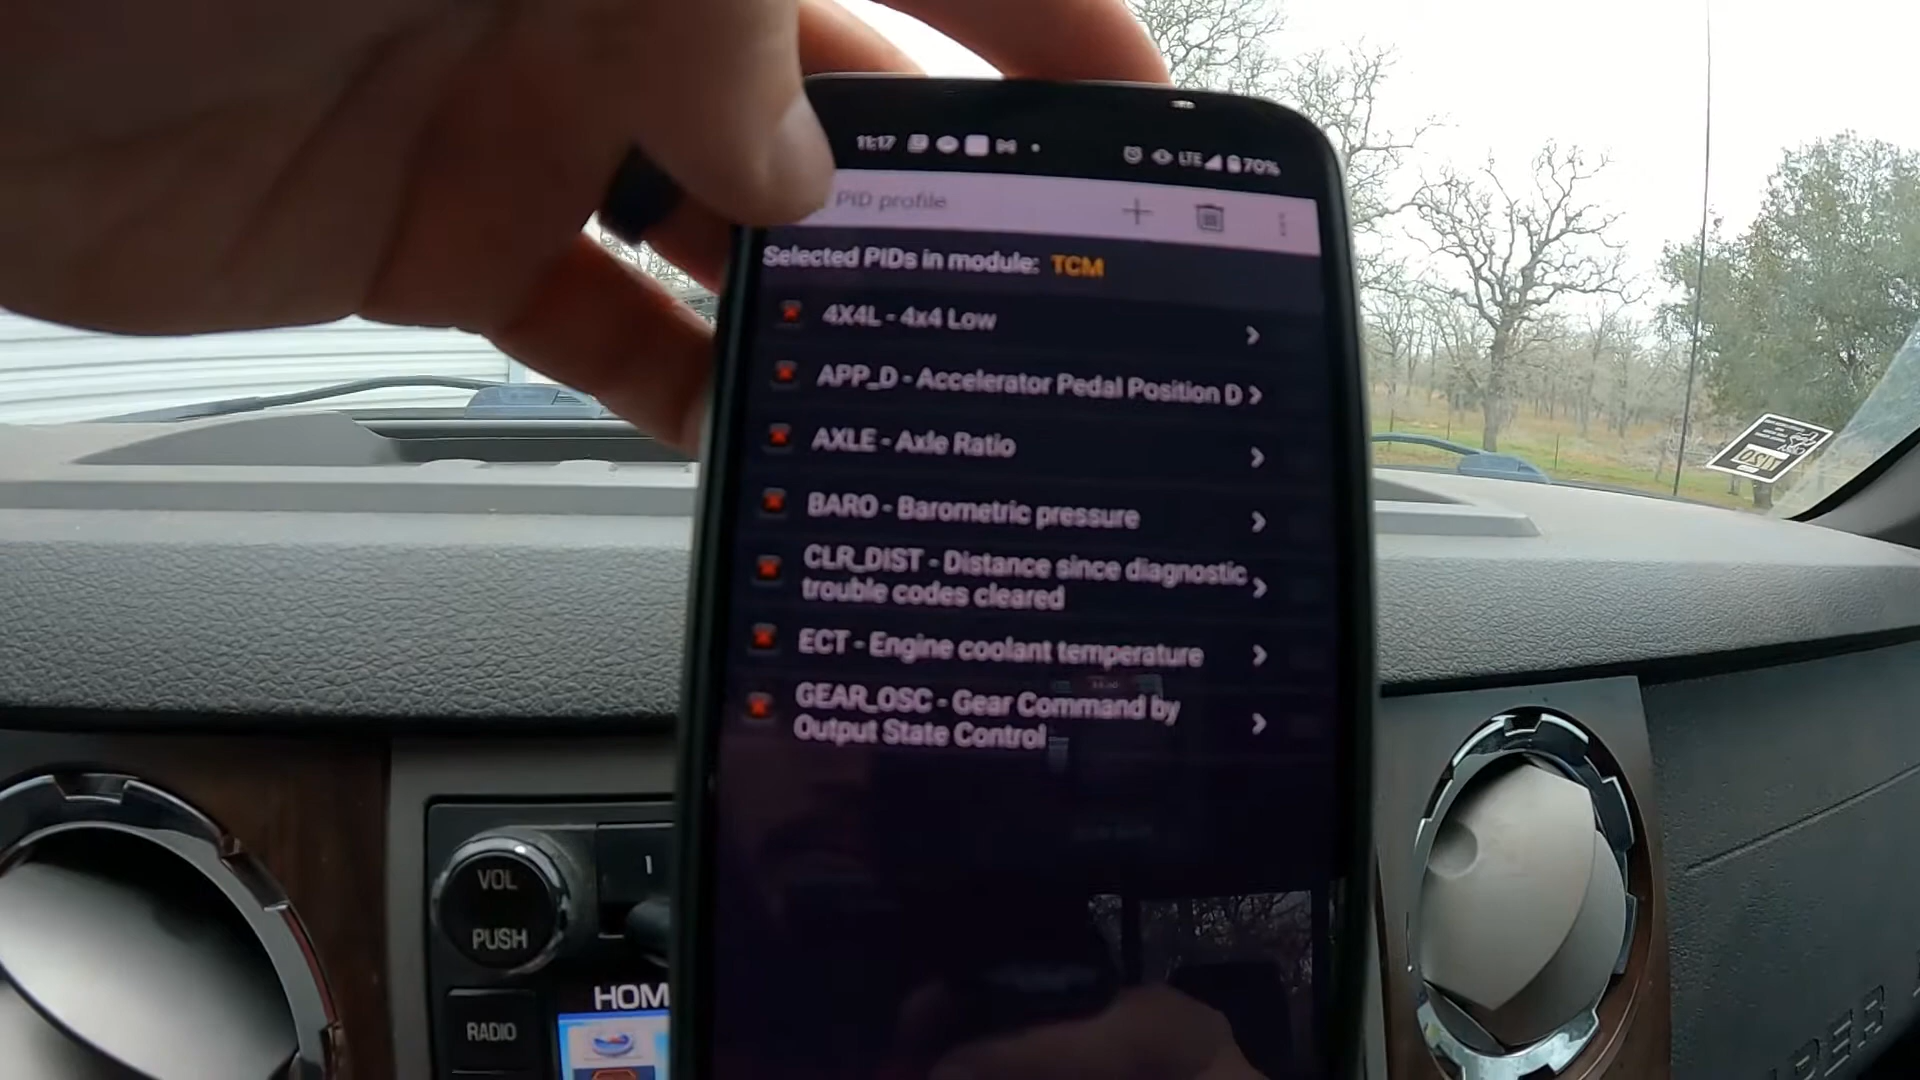 11:17 LTE 70%
PID profile
Selected PIDs in module: TCM
4X4L - 4x4 Low
APP_D - Accelerator Pedal Position D
AXLE - Axle Ratio
BARO - Barometric pressure
CLR_DIST - Distance since diagnostic
trouble codes cleared
ECT - Engine coolant temperature
GEAR_OSC - Gear Command by
Output State Control
VOL
PUSH
1
HOM
RADIO